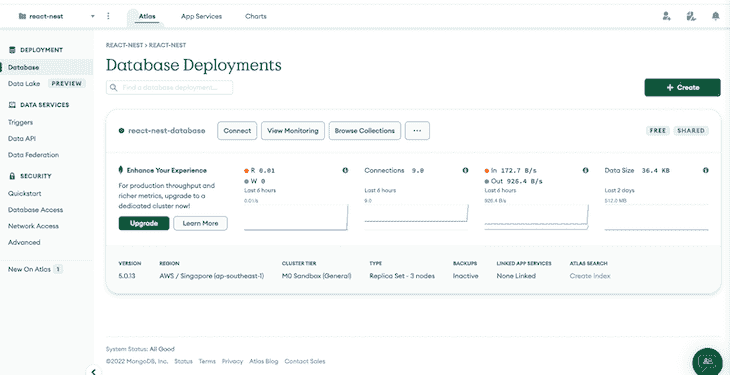 react-nest
Atlas
App Services
Charts
DEPLOYMENT
Database
Data Lake PREVIEW
DATA SERVICES
Triggers
Data API
Data Federation
SECURITY
Quickstart
Database Access
Network Access
Advanced
New On Atlas 1
REACT-NEST › REACT-NEST
Database Deployments
Find a database deployment...
+ Create
react-nest-database
Connect
View Monitoring
Browse Collections
...
FREE
SHARED
Enhance Your Experience
For production throughput and
richer metrics, upgrade to a
dedicated cluster now!
Upgrade
Learn More
R 0.01
W 0
Last 6 hours
0.01/s
Connections 9.0
Last 6 hours
9.0
In 172.7 B/s
Out 926.4 B/s
Last 6 hours
926.4 B/s
Data Size 36.4 KB
Last 2 days
512.0 MB
VERSION
5.0.13
REGION
AWS / Singapore (ap-southeast-1)
CLUSTER TIER
M0 Sandbox (General)
TYPE
Replica Set - 3 nodes
BACKUPS
Inactive
LINKED APP SERVICES
None Linked
ATLAS SEARCH
Create Index
System Status: All Good
©2022 MongoDB, Inc. Status Terms Privacy Atlas Blog Contact Sales